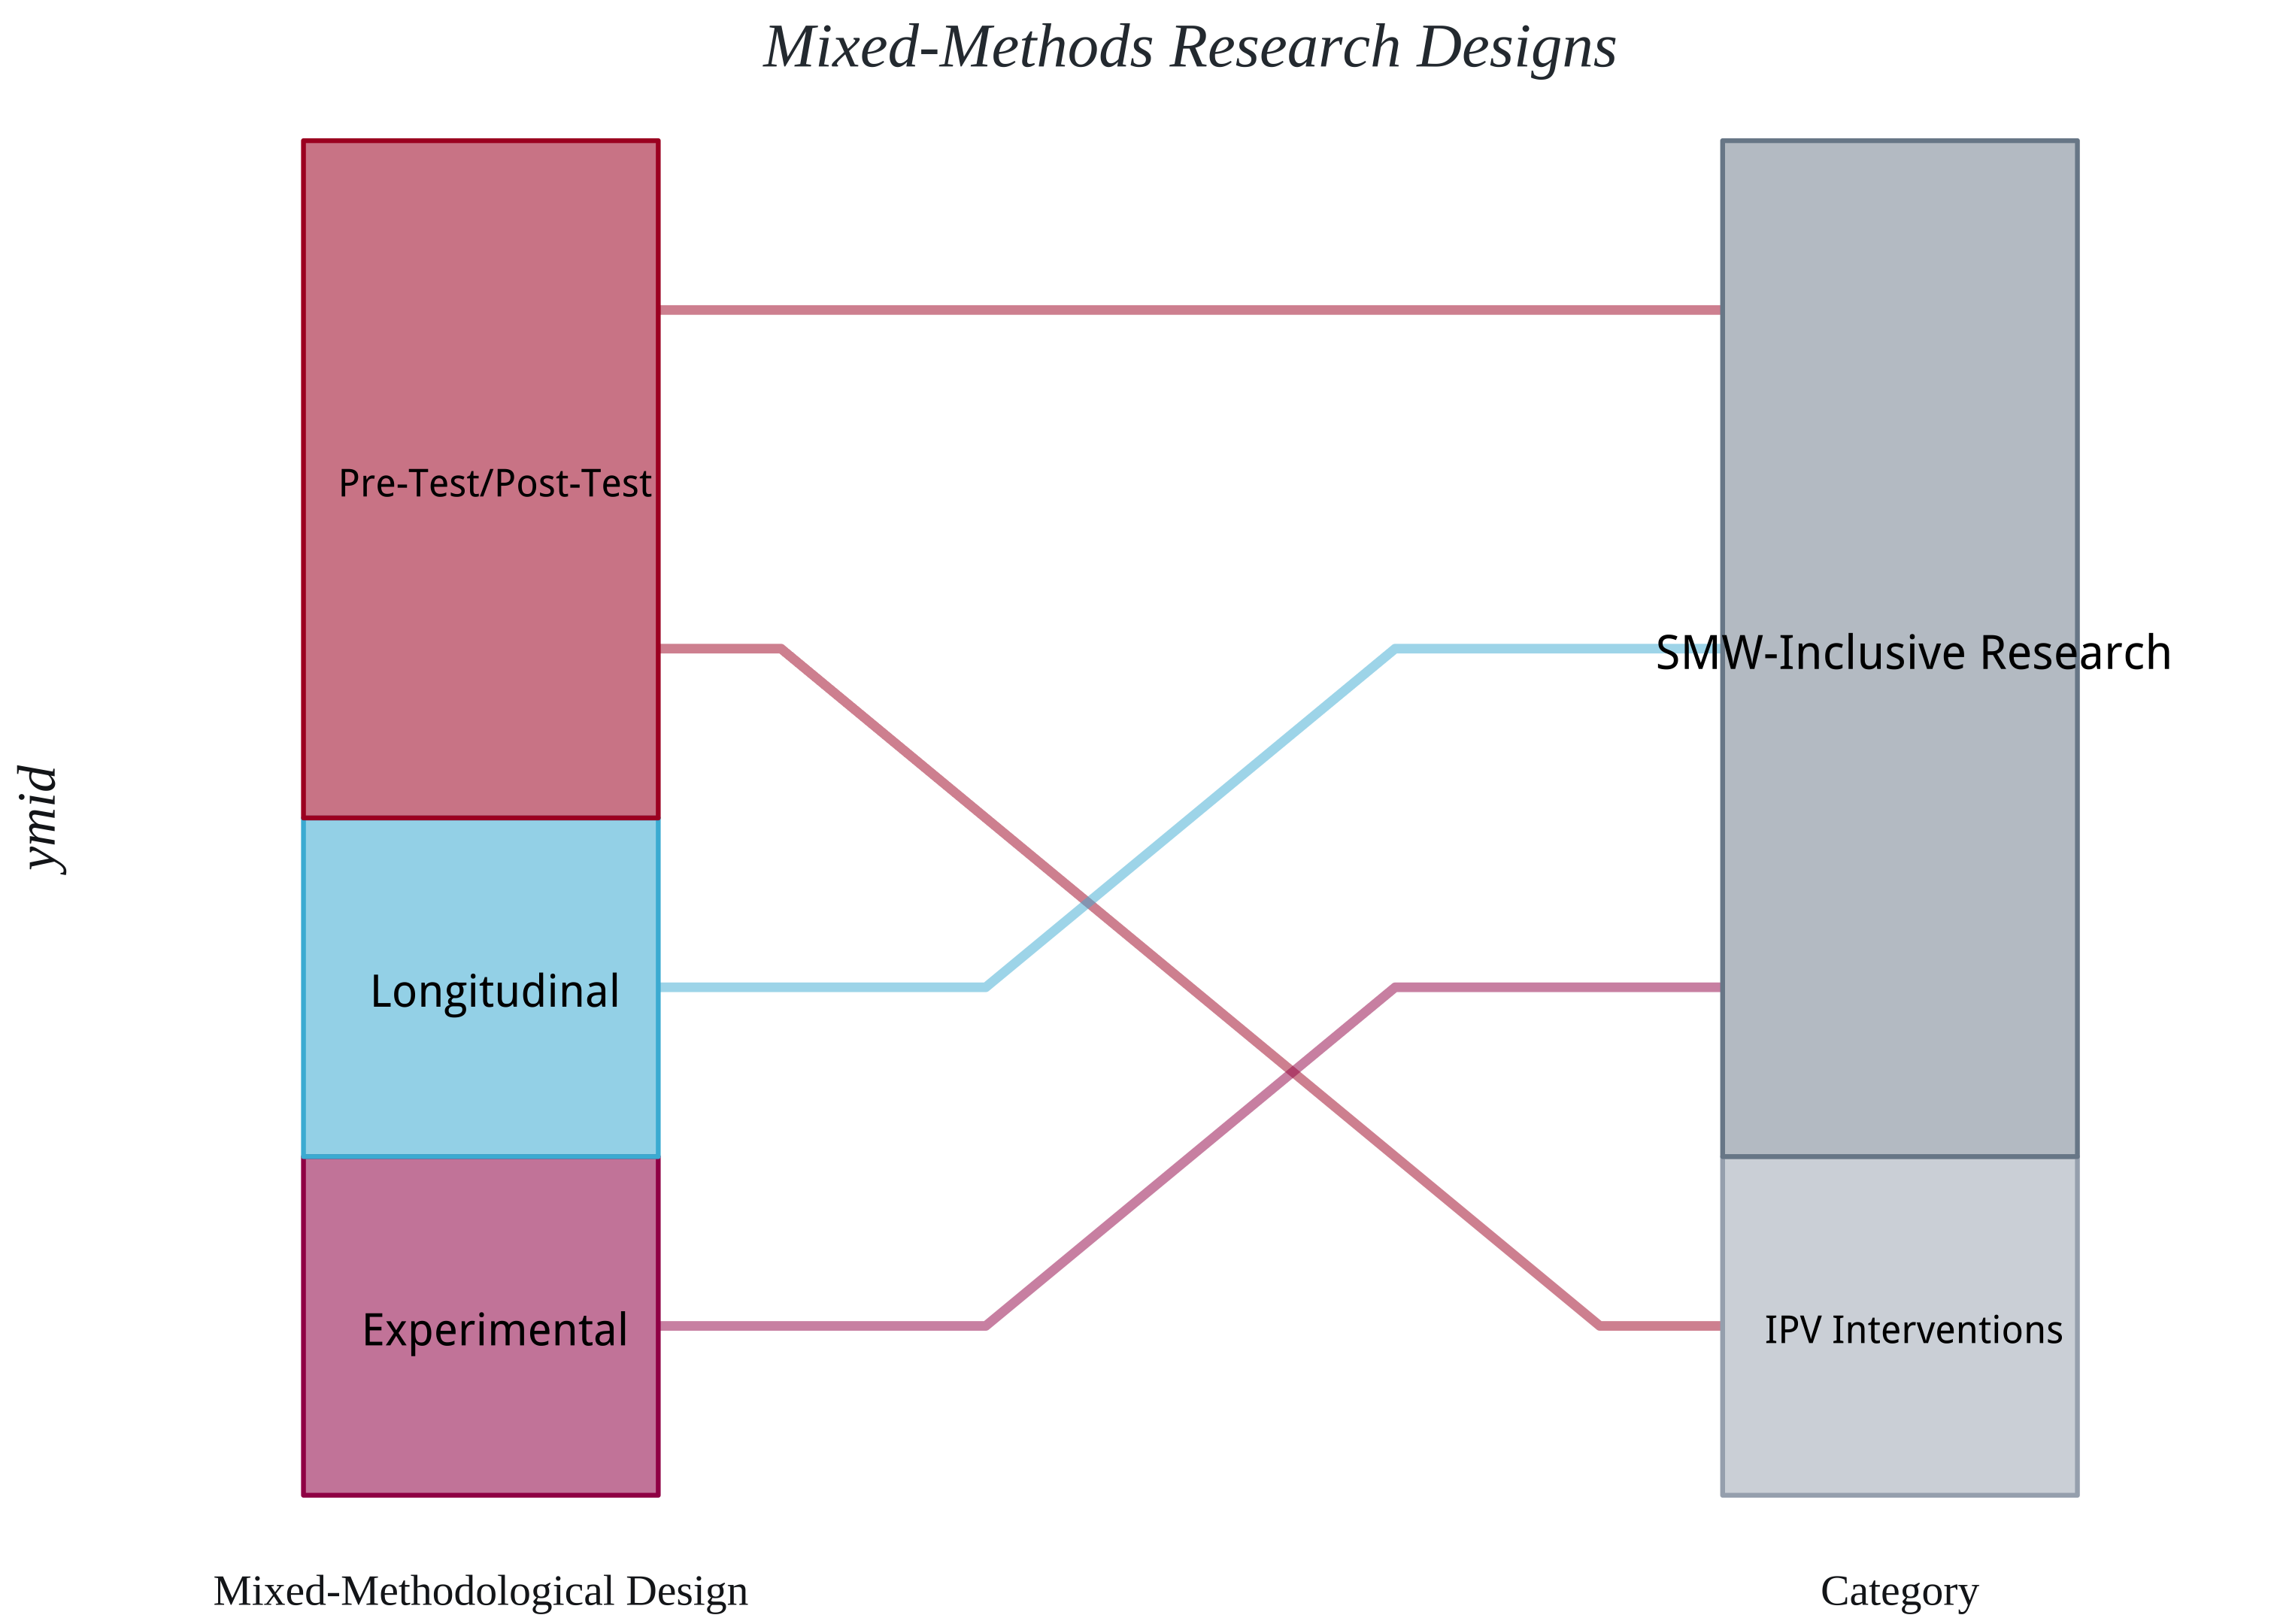 Mixed-Methods Research Designs
Pre-Test/Post-Test
SMW-Inclusive Research
ymid
Longitudinal
Experimental
IPV Interventions
Mixed-Methodological Design
Category